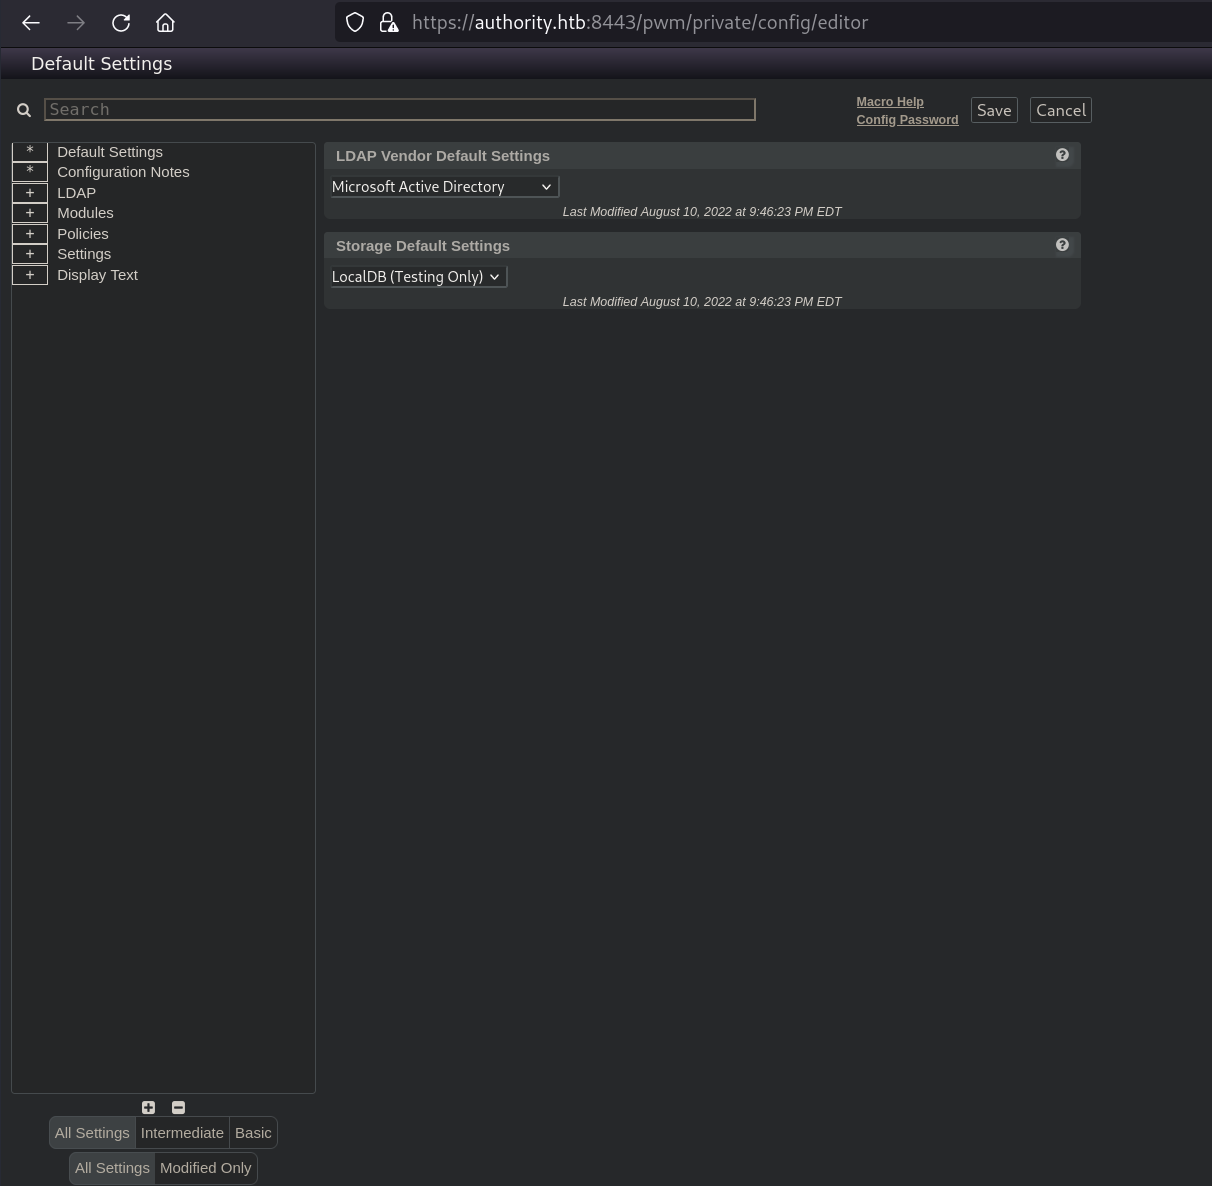 https://authority.htb:8443/pwm/private/config/editor
Default Settings
Search
Macro Help
Config Password
Save
Cancel
* Default Settings
* Configuration Notes
+ LDAP
+ Modules
+ Policies
+ Settings
+ Display Text
LDAP Vendor Default Settings
Microsoft Active Directory
Last Modified August 10, 2022 at 9:46:23 PM EDT
Storage Default Settings
LocalDB (Testing Only)
Last Modified August 10, 2022 at 9:46:23 PM EDT
All Settings Intermediate Basic
All Settings Modified Only